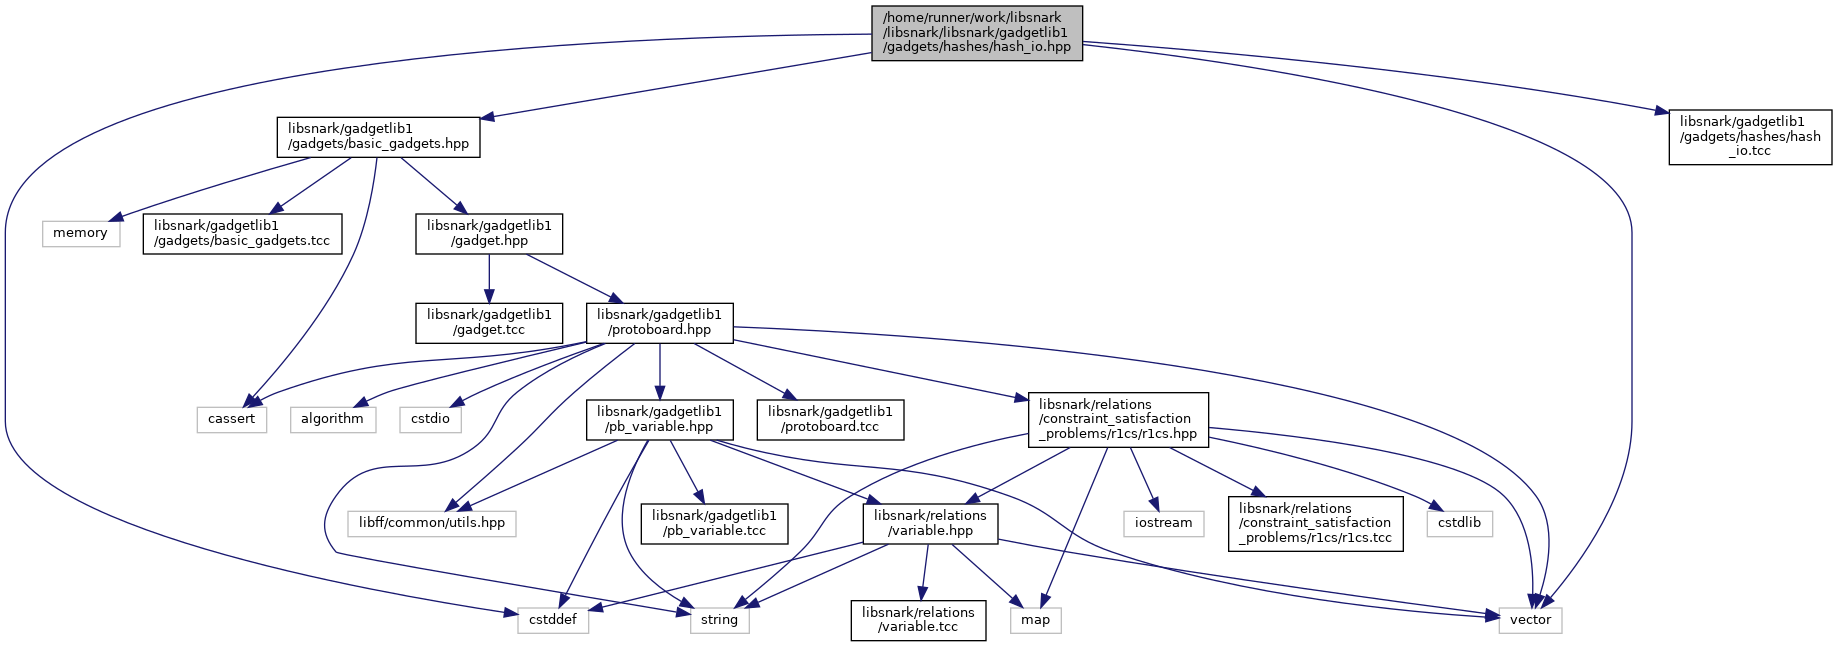 /home/runner/work/libsnark
/libsnark/libsnark/gadgetlib1
/gadgets/hashes/hash_io.hpp
libsnark/gadgetlib1
/gadgets/basic_gadgets.hpp
libsnark/gadgetlib1
/gadgets/hashes/hash
_io.tcc
memory
libsnark/gadgetlib1
/gadgets/basic_gadgets.tcc
libsnark/gadgetlib1
/gadget.hpp
libsnark/gadgetlib1
/gadget.tcc
libsnark/gadgetlib1
/protoboard.hpp
cassert
algorithm
cstdio
libsnark/gadgetlib1
/pb_variable.hpp
libsnark/gadgetlib1
/protoboard.tcc
libsnark/relations
/constraint_satisfaction
_problems/r1cs/r1cs.hpp
libff/common/utils.hpp
libsnark/gadgetlib1
/pb_variable.tcc
libsnark/relations
/variable.hpp
iostream
libsnark/relations
/constraint_satisfaction
_problems/r1cs/r1cs.tcc
cstdlib
cstddef
string
libsnark/relations
/variable.tcc
map
vector